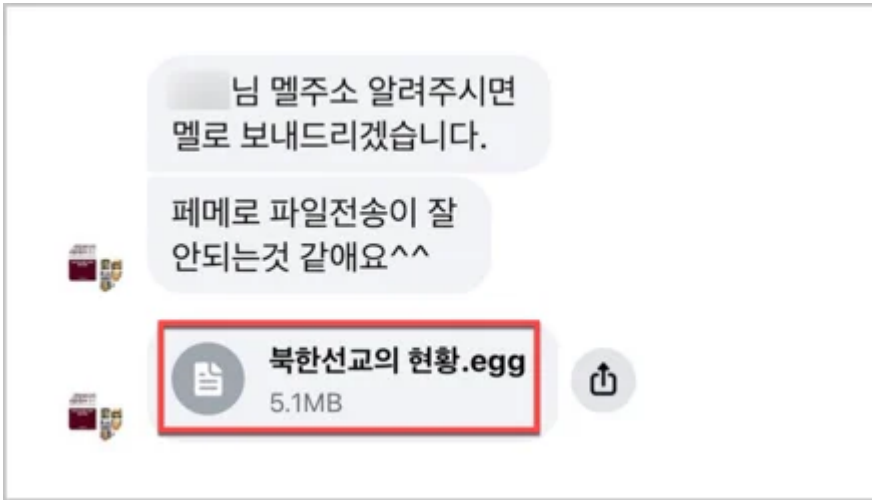 님 멜주소 알려주시면
멜로 보내드리겠습니다.
페메로 파일전송이 잘
안되는것 같애요^^
북한선교의 현황.egg
5.1MB